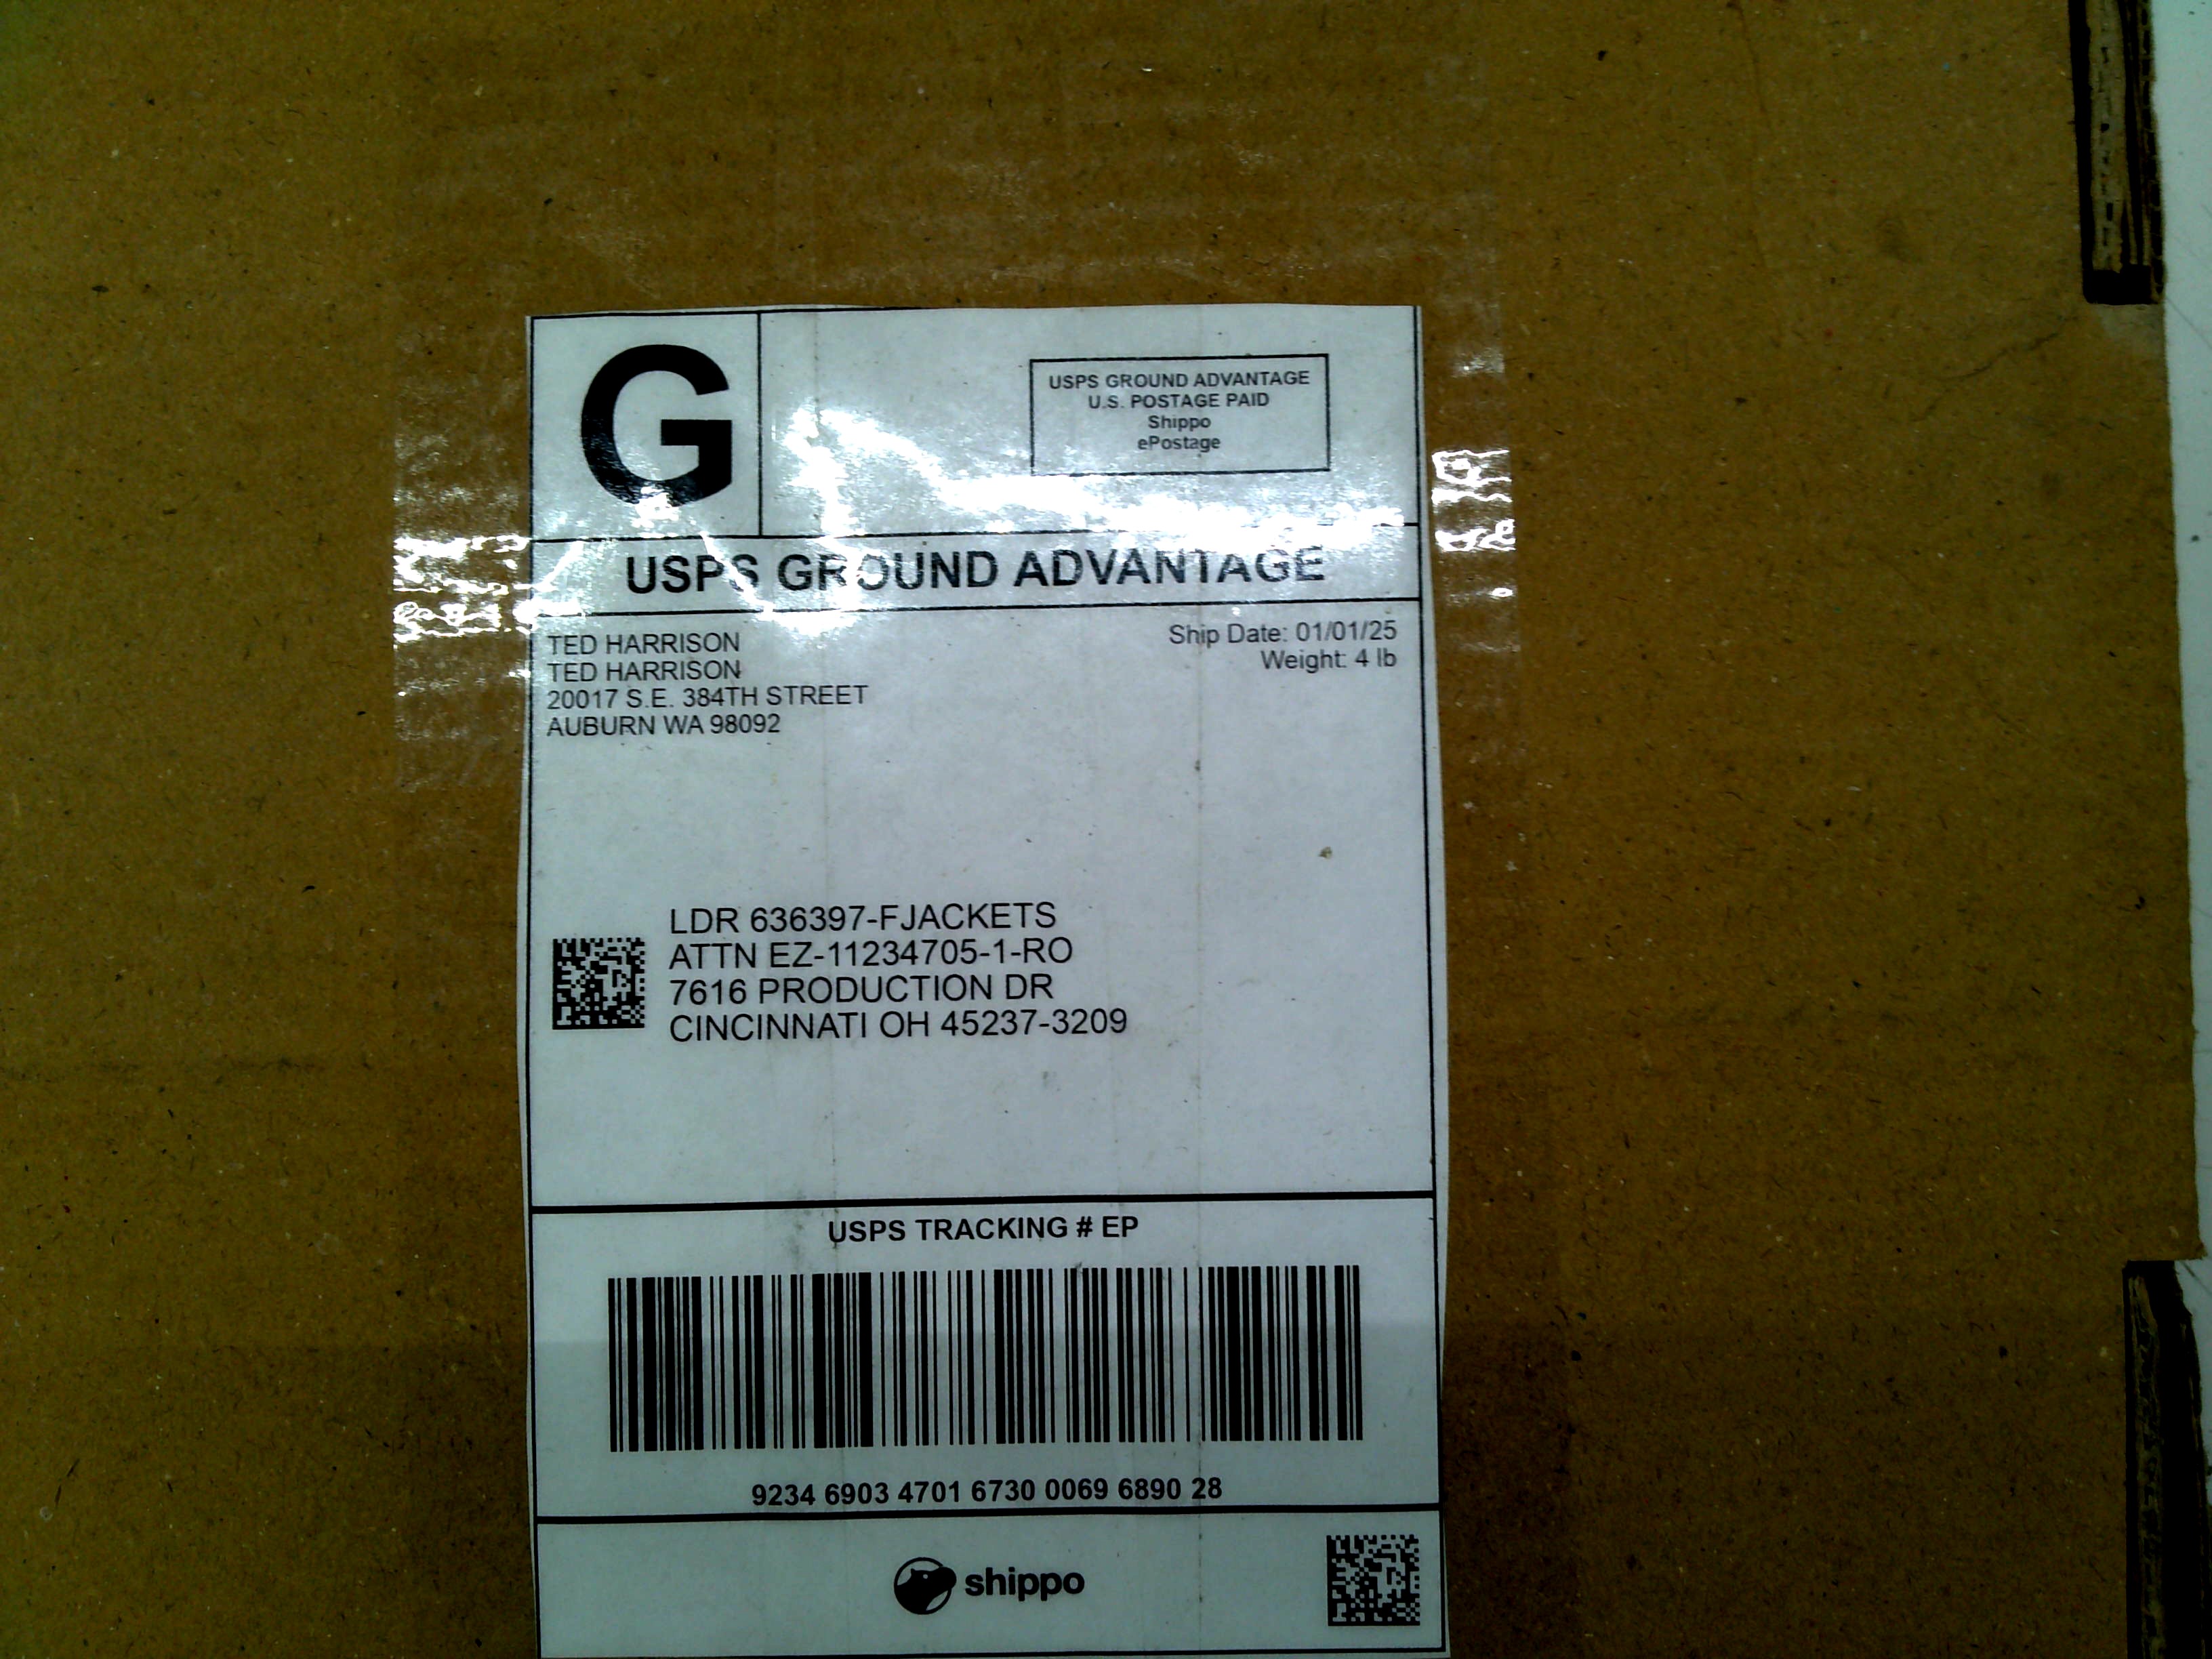 G
USPS GROUND ADVANTAGE
U.S. POSTAGE PAID
Shippo
ePostage
USPS GROUND ADVANTAGE
TED HARRISON
TED HARRISON
20017 S.E. 384TH STREET
AUBURN WA 98092
Ship Date: 01/01/25
Weight: 4 lb
LDR 636397-FJACKETS
ATTN EZ-11234705-1-RO
7616 PRODUCTION DR
CINCINNATI OH 45237-3209
USPS TRACKING # EP
9234 6903 4701 6730 0069 6890 28
shippo